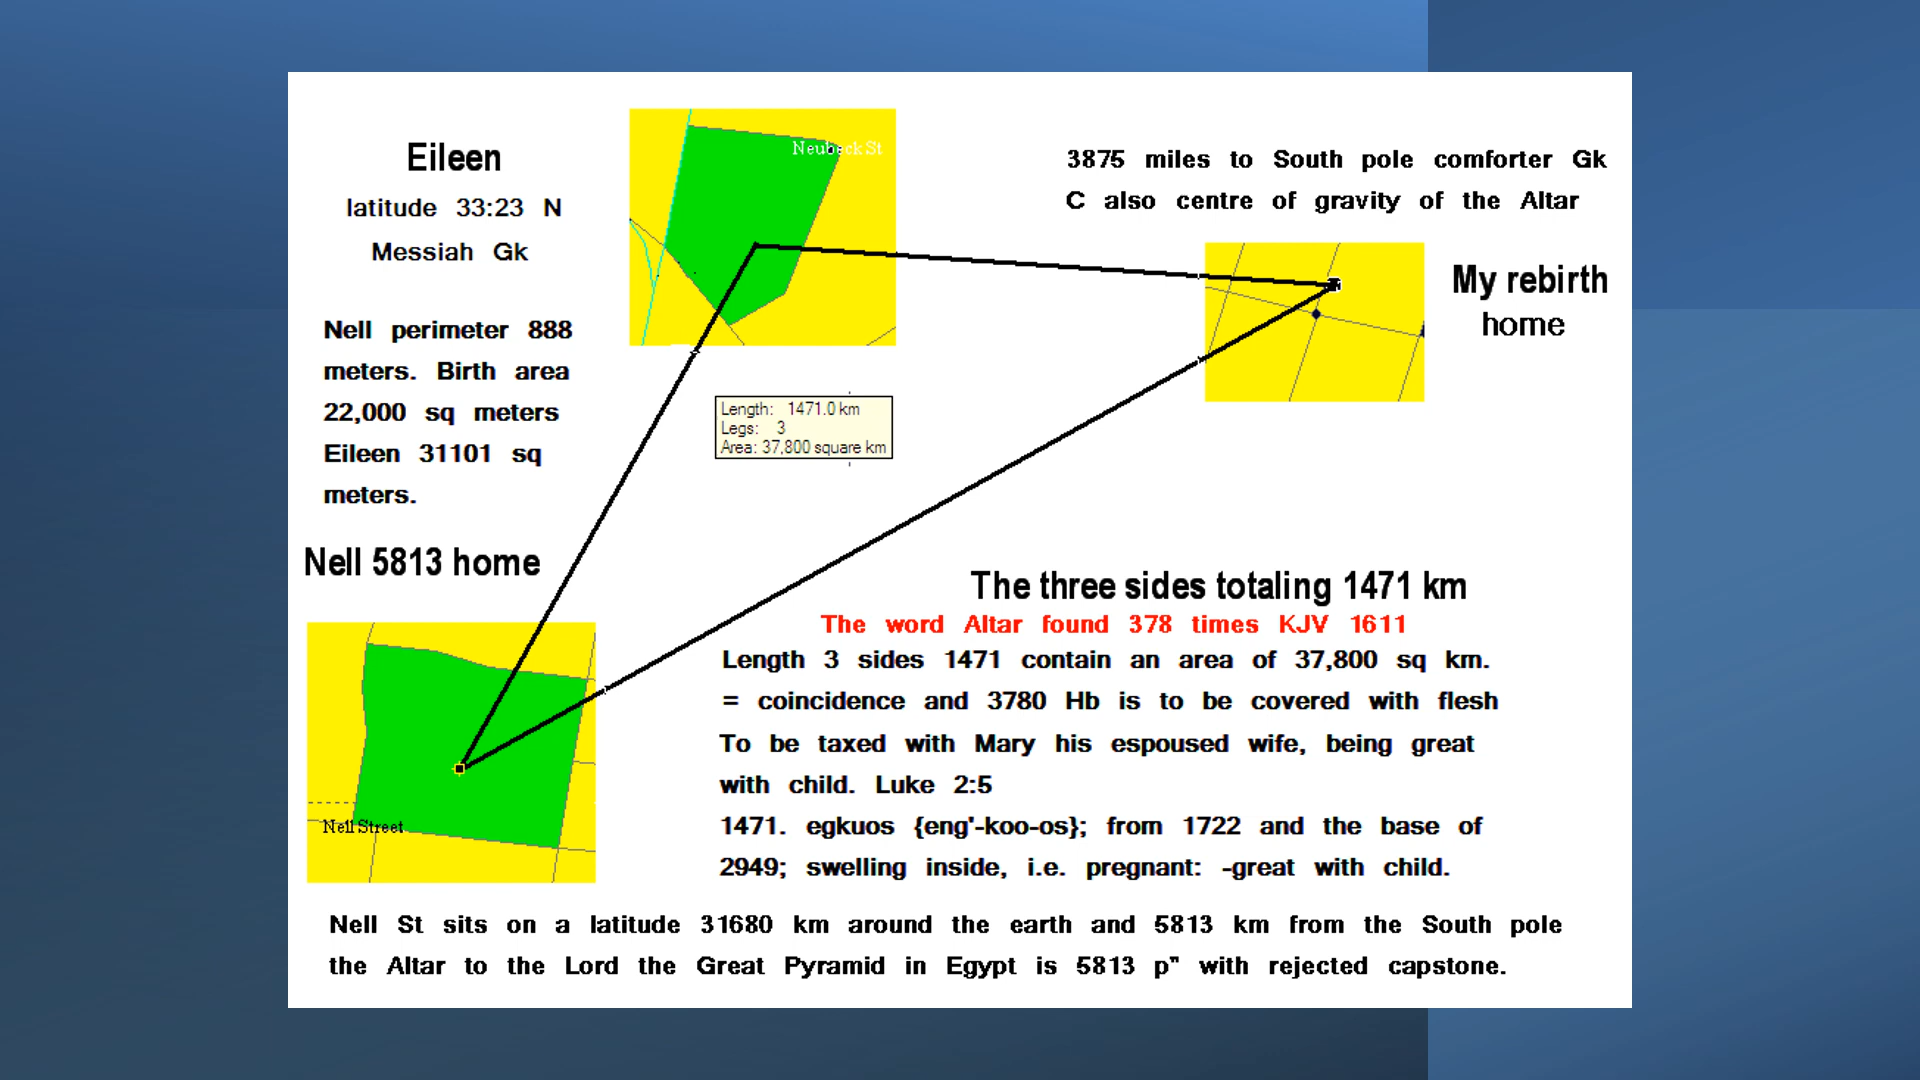 Eileen
latitude 33:23 N
Messiah Gk
Neubeck St
3875 miles to South pole comforter Gk
C also centre of gravity of the Altar
My rebirth
home
Nell perimeter 888
meters. Birth area
22,000 sq meters
Eileen 31101 sq
meters.
Length: 1471.0 km
Legs: 3
Area: 37,800 square km
Nell 5813 home
The three sides totaling 1471 km
The word Altar found 378 times KJV 1611
Length 3 sides 1471 contain an area of 37,800 sq km.
= coincidence and 3780 Hb is to be covered with flesh
To be taxed with Mary his espoused wife, being great
with child. Luke 2:5
1471. egkuos {eng'-koo-os}; from 1722 and the base of
2949; swelling inside, i.e. pregnant: -great with child.
Nell Street
Nell St sits on a latitude 31680 km around the earth and 5813 km from the South pole
the Altar to the Lord the Great Pyramid in Egypt is 5813 p" with rejected capstone.